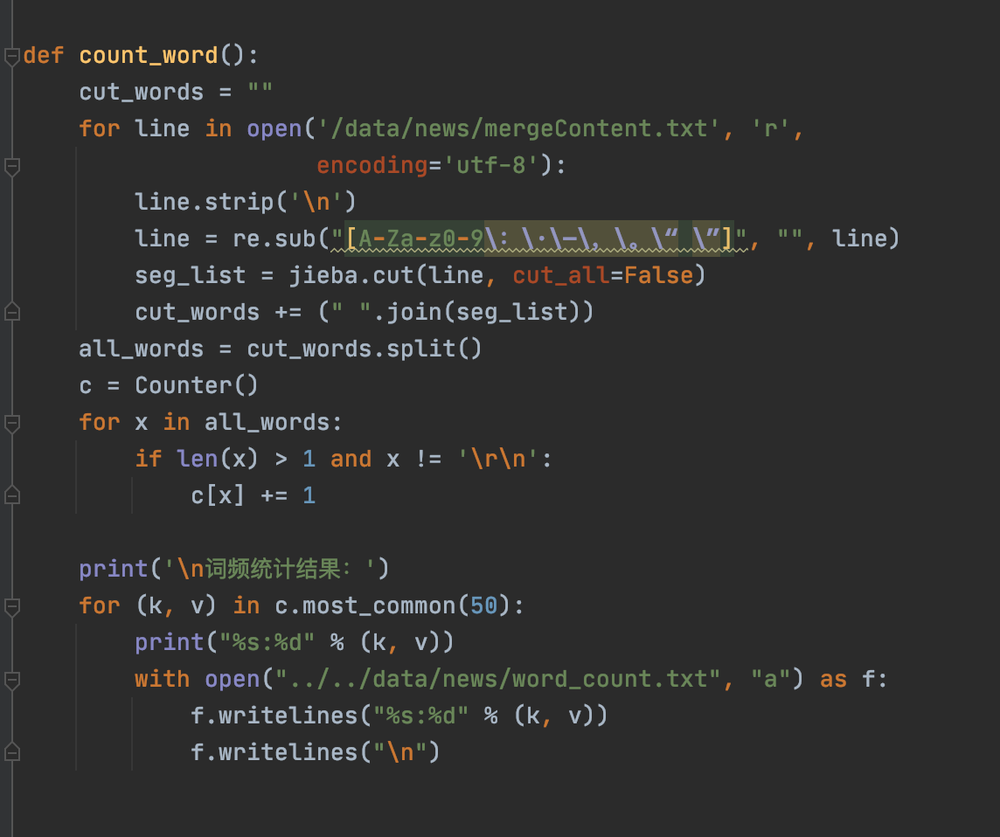 def count_word():
    cut_words = ""
    for line in open('/data/news/mergeContent.txt', 'r',
                     encoding='utf-8'):
        line.strip('\n')
        line = re.sub("[A-Za-z0-9\：\·\—\，\。\“ \”]", "", line)
        seg_list = jieba.cut(line, cut_all=False)
        cut_words += (" ".join(seg_list))
    all_words = cut_words.split()
    c = Counter()
    for x in all_words:
        if len(x) > 1 and x != '\r\n':
            c[x] += 1

    print('\n词频统计结果：')
    for (k, v) in c.most_common(50):
        print("%s:%d" % (k, v))
        with open("../../data/news/word_count.txt", "a") as f:
            f.writelines("%s:%d" % (k, v))
            f.writelines("\n")